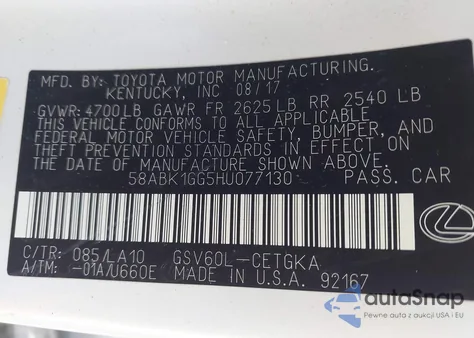 MFD. BY: TOYOTA MOTOR MANUFACTURING.
KENTUCKY, INC 08/17
GVWR: 4700LB GAWR FR 2625LB RR 2540 LB
THIS VEHICLE CONFORMS TO ALL APPLICABLE
FEDERAL MOTOR VEHICLE SAFETY, BUMPER, AND
THEFT PREVENTION STANDARDS IN EFFECT ON
THE DATE OF MANUFACTURE SHOWN ABOVE.
58ABK1GG5HU077130 PASS. CAR
C/TR: 085/LA10 GSV60L-CETGKA
A/TM: -01A/U660E MADE IN U.S.A. 92167
autoSnap
Pewne auta z aukcji USA i EU